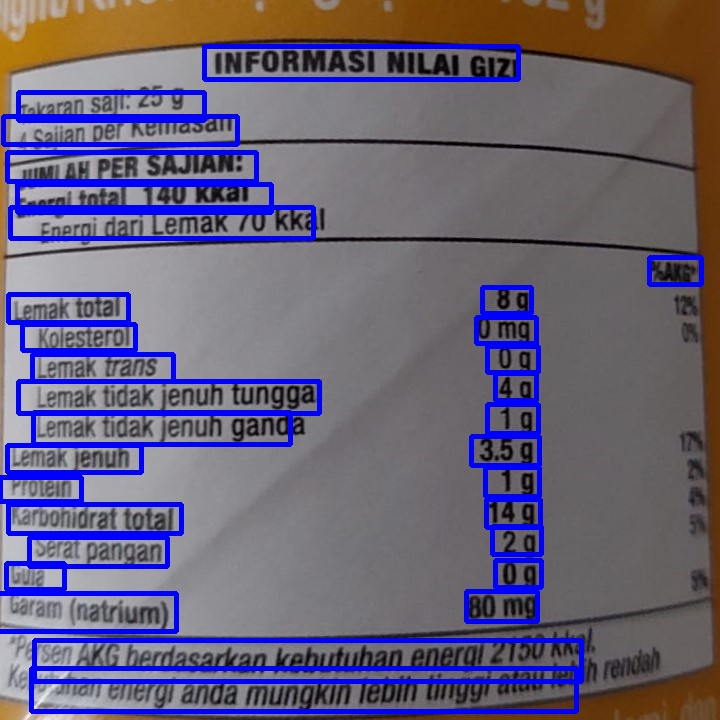 INFORMASI NILAI GIZI
Takaran saji: 25 g
4 Sajian per Kemasan
JUMLAH PER SAJIAN:
Energi total 140 kkal
Energi dari Lemak 70 kkal
%AKG*
Lemak total 8 g 12%
Kolesterol 0 mg 0%
Lemak trans 0 g
Lemak tidak jenuh tunggal 4 g
Lemak tidak jenuh ganda 1 g
Lemak jenuh 3.5 g 17%
Protein 1 g 2%
Karbohidrat total 14 g 4%
Serat pangan 2 g 5%
Gula 0 g
Garam (natrium) 80 mg 5%
*Persen AKG berdasarkan kebutuhan energi 2150 kkal.
Kebutuhan energi anda mungkin lebih tinggi atau lebih rendah